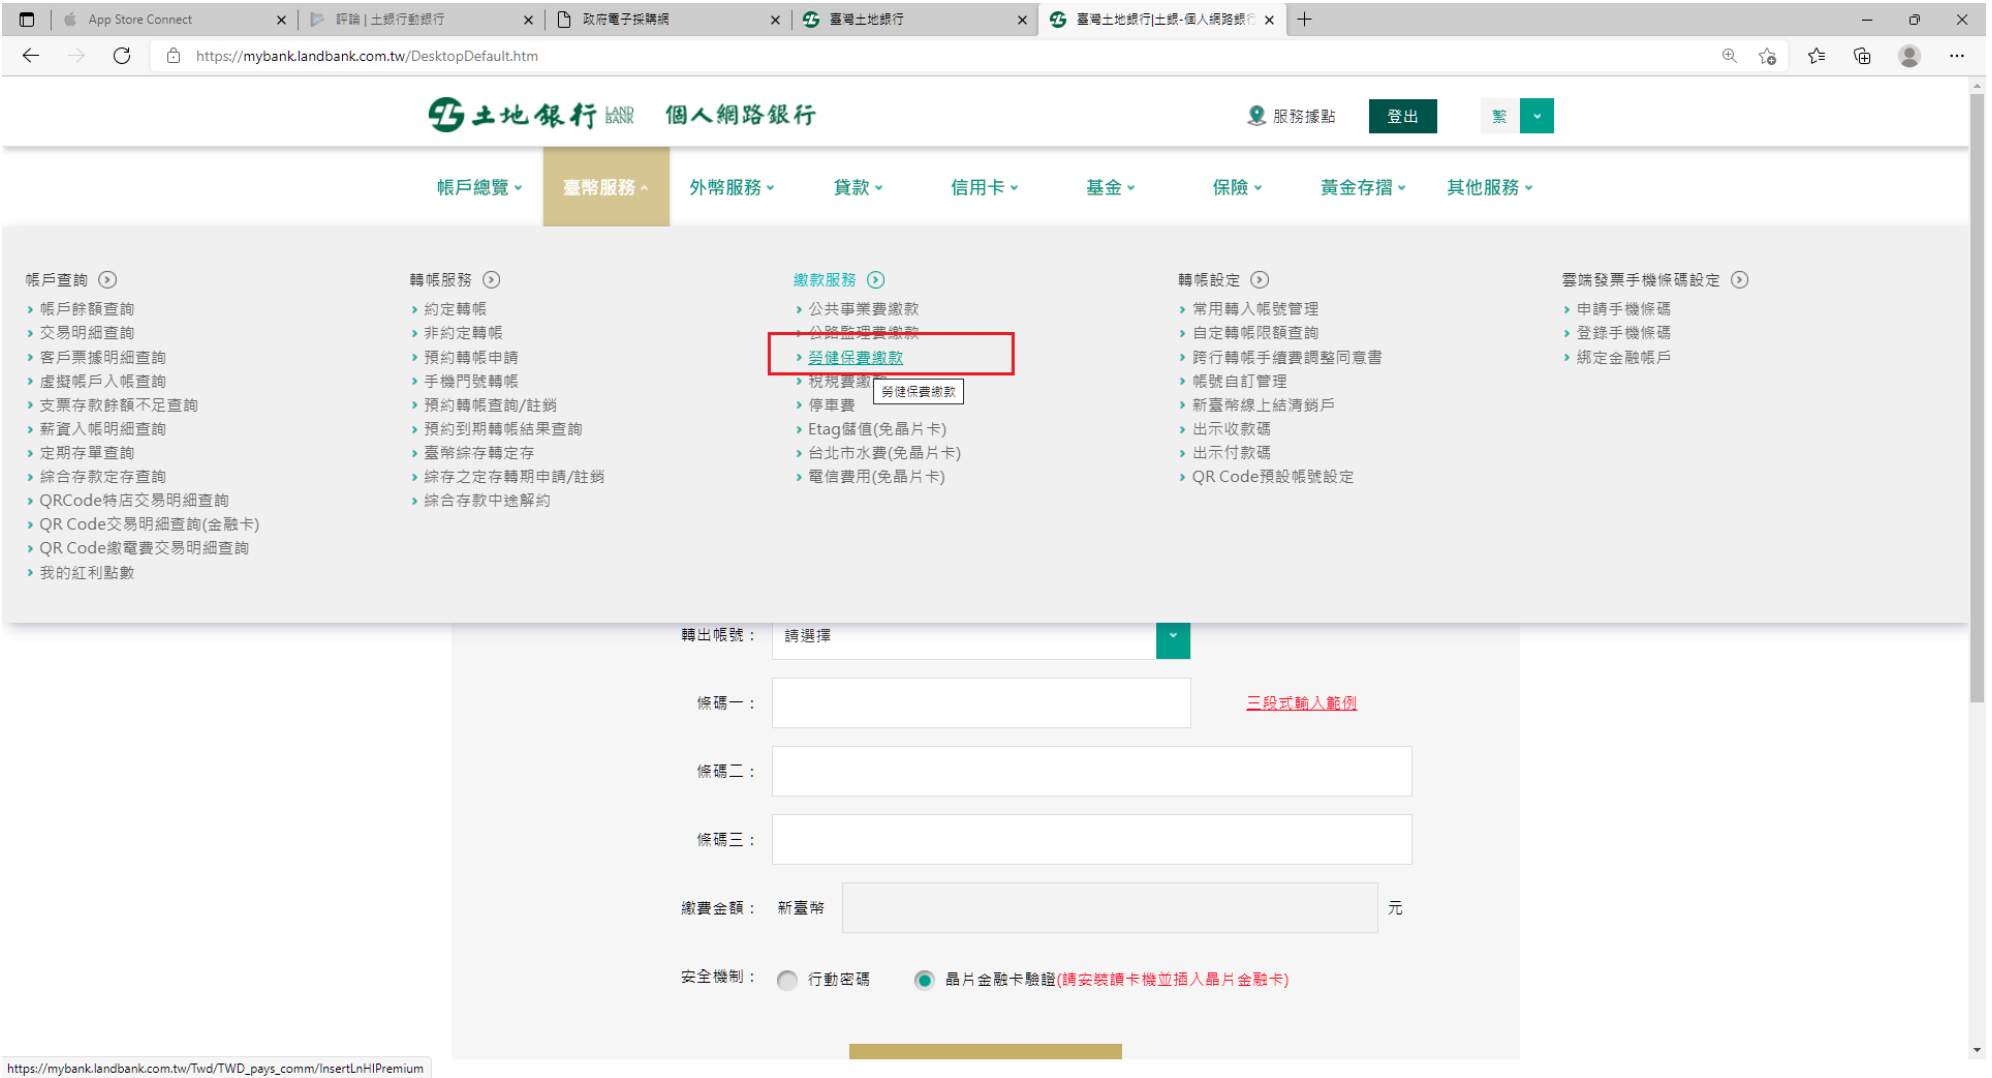 App Store Connect
評論 | 土銀行動銀行
政府電子採購網
臺灣土地銀行
臺灣土地銀行|土銀-個人網路銀行
https://mybank.landbank.com.tw/DesktopDefault.htm
土地銀行 LAND BANK 個人網路銀行
服務據點
登出
繁
帳戶總覽
臺幣服務
外幣服務
貸款
信用卡
基金
保險
黃金存摺
其他服務
帳戶查詢
帳戶餘額查詢
交易明細查詢
客戶票據明細查詢
虛擬帳戶入帳查詢
支票存款餘額不足查詢
薪資入帳明細查詢
定期存單查詢
綜合存款定存查詢
QRCode特店交易明細查詢
QR Code交易明細查詢(金融卡)
QR Code繳電費交易明細查詢
我的紅利點數
轉帳服務
約定轉帳
非約定轉帳
預約轉帳申請
手機門號轉帳
預約轉帳查詢/註銷
預約到期轉帳結果查詢
臺幣綜存轉定存
綜存之定存轉期申請/註銷
綜合存款中途解約
繳款服務
公共事業費繳款
公路監理費繳款
勞健保費繳款
稅規費繳款
勞健保費繳款
停車費
Etag儲值(免晶片卡)
台北市水費(免晶片卡)
電信費用(免晶片卡)
轉帳設定
常用轉入帳號管理
自定轉帳限額查詢
跨行轉帳手續費調整同意書
帳號自訂管理
新臺幣線上結清銷戶
出示收款碼
出示付款碼
QR Code預設帳號設定
雲端發票手機條碼設定
申請手機條碼
登錄手機條碼
綁定金融帳戶
轉出帳號： 請選擇
條碼一： 三段式輸入範例
條碼二：
條碼三：
繳費金額： 新臺幣 元
安全機制： 行動密碼 晶片金融卡驗證(請安裝讀卡機並插入晶片金融卡)
https://mybank.landbank.com.tw/Twd/TWD_pays_comm/InsertLnHIPremium